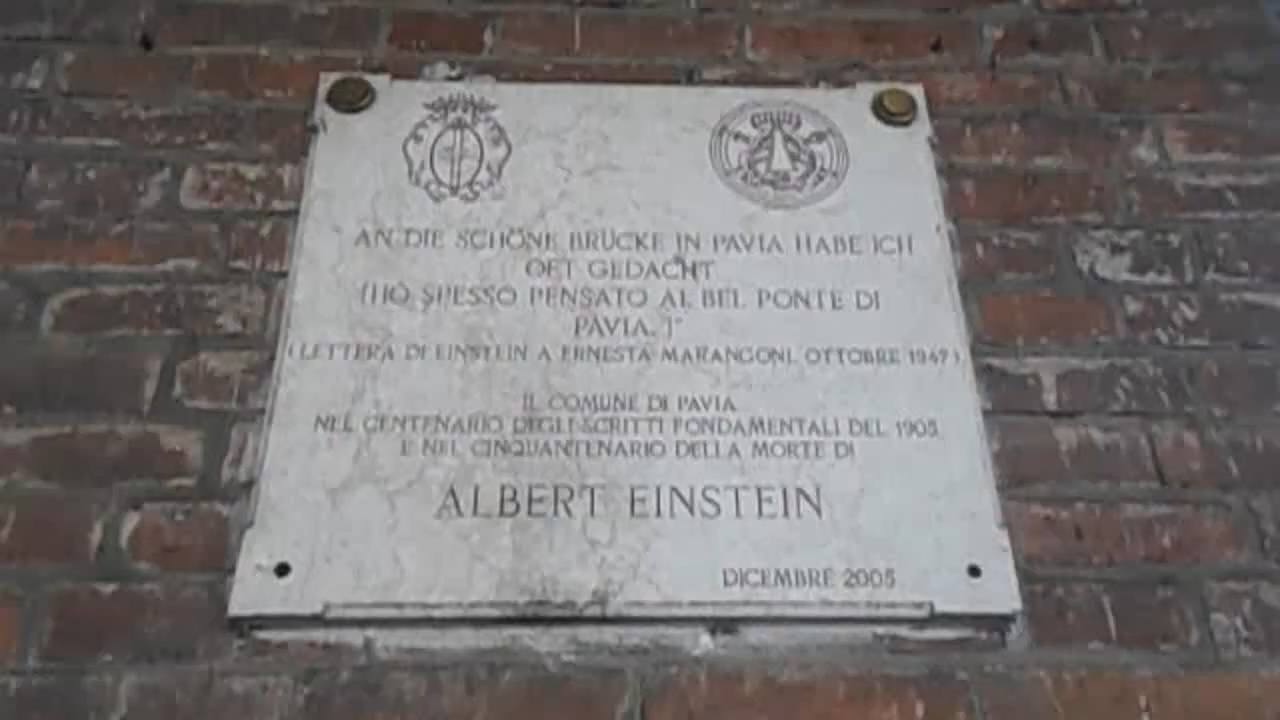 "AN DIE SCHÖNE BRÜCKE IN PAVIA HABE ICH
OFT GEDACHT
[HO SPESSO PENSATO AL BEL PONTE DI
PAVIA.]"
(LETTERA DI EINSTEIN A ERNESTA MARANGONI, OTTOBRE 1947)
IL COMUNE DI PAVIA
NEL CENTENARIO DEGLI SCRITTI FONDAMENTALI DEL 1905
E NEL CINQUANTENARIO DELLA MORTE DI
ALBERT EINSTEIN
DICEMBRE 2005